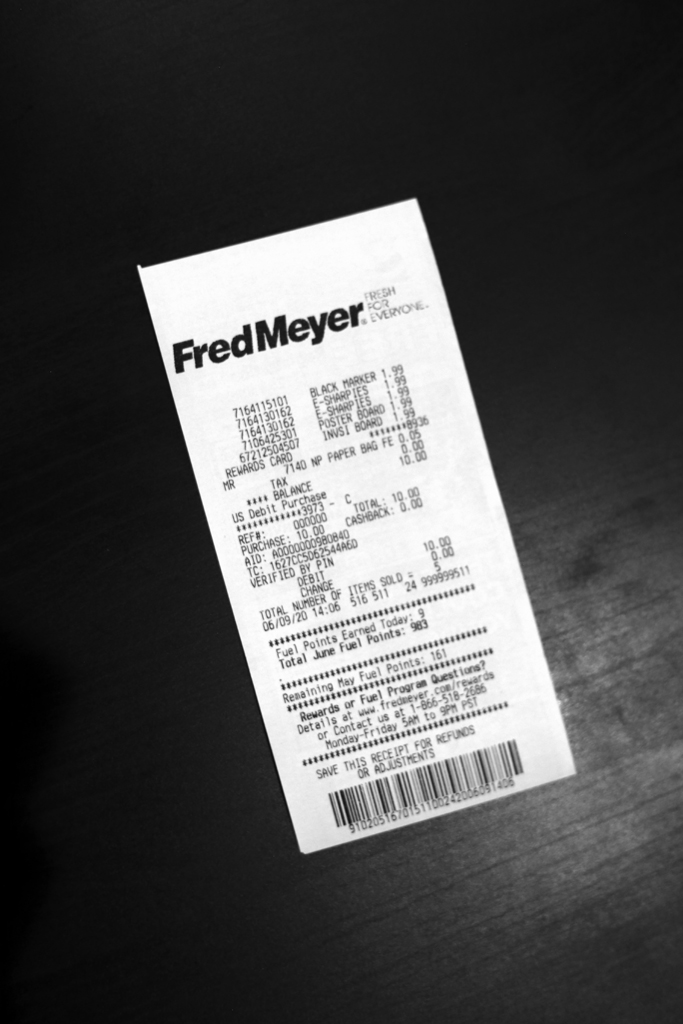 FredMeyer®
FRESH
FOR
EVERYONE™
7164115101 BLACK MARKER 1.99
7164130162 E-SHARPIES 1.99
7164130162 E-SHARPIES 1.99
7106425301 POSTER BOARD 1.99
67212504507 INVSI BOARD 1.99
REWARDS CARD *******8936
MR 7140 NP PAPER BAG FE 0.05
TAX 0.00
**** BALANCE 10.00
US Debit Purchase
************3973 - C
REF#: 000000 TOTAL: 10.00
PURCHASE: 10.00 CASHBACK: 0.00
AID: A0000000980840
TC: 1627CC5D62544A6D
VERIFIED BY PIN
DEBIT 10.00
CHANGE 0.00
TOTAL NUMBER OF ITEMS SOLD = 5
06/09/20 14:06 516 511 24 999999511
Fuel Points Earned Today: 9
Total June Fuel Points: 983
Remaining May Fuel Points: 161
Rewards or Fuel Program Questions?
Details at www.fredmeyer.com/rewards
or Contact us at 1-866-518-2686
Monday-Friday 5AM to 9PM PST
SAVE THIS RECEIPT FOR REFUNDS
OR ADJUSTMENTS